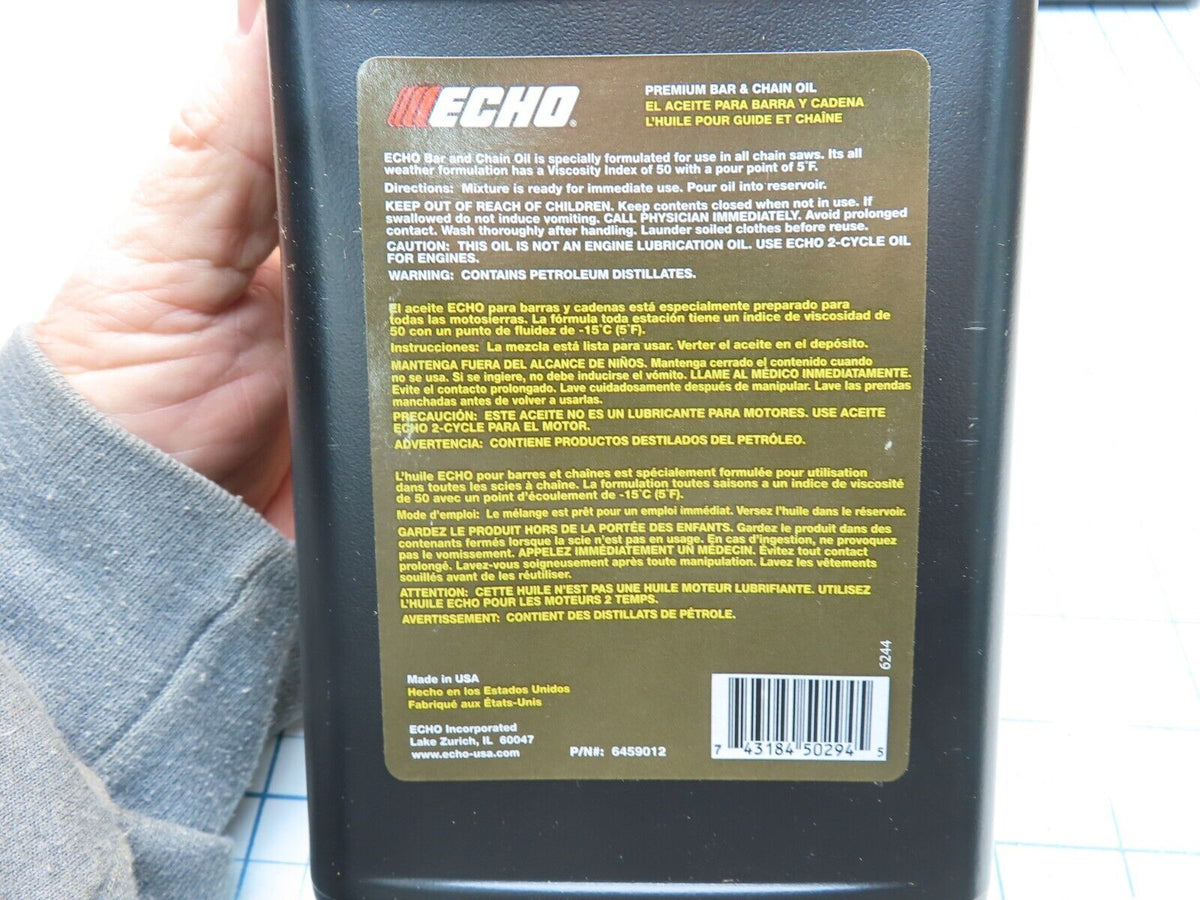 ECHO®
PREMIUM BAR & CHAIN OIL
EL ACEITE PARA BARRA Y CADENA
L'HUILE POUR GUIDE ET CHAÎNE
ECHO Bar and Chain Oil is specially formulated for use in all chain saws. Its all
weather formulation has a Viscosity Index of 50 with a pour point of 5°F.
Directions: Mixture is ready for immediate use. Pour oil into reservoir.
KEEP OUT OF REACH OF CHILDREN. Keep contents closed when not in use. If
swallowed do not induce vomiting. CALL PHYSICIAN IMMEDIATELY. Avoid prolonged
contact. Wash thoroughly after handling. Launder soiled clothes before reuse.
CAUTION: THIS OIL IS NOT AN ENGINE LUBRICATION OIL. USE ECHO 2-CYCLE OIL
FOR ENGINES.
WARNING: CONTAINS PETROLEUM DISTILLATES.
El aceite ECHO para barras y cadenas está especialmente preparado para
todas las motosierras. La fórmula toda estación tiene un índice de viscosidad de
50 con un punto de fluidez de -15°C (5°F).
Instrucciones: La mezcla está lista para usar. Verter el aceite en el depósito.
MANTENGA FUERA DEL ALCANCE DE NIÑOS. Mantenga cerrado el contenido cuando
no se usa. Si se ingiere, no debe inducirse el vómito. LLAME AL MÉDICO INMEDIATAMENTE.
Evite el contacto prolongado. Lave cuidadosamente después de manipular. Lave las prendas
manchadas antes de volver a usarlas.
PRECAUCIÓN: ESTE ACEITE NO ES UN LUBRICANTE PARA MOTORES. USE ACEITE
ECHO 2-CYCLE PARA EL MOTOR.
ADVERTENCIA: CONTIENE PRODUCTOS DESTILADOS DEL PETRÓLEO.
L'huile ECHO pour barres et chaînes est spécialement formulée pour utilisation
dans toutes les scies à chaîne. La formulation toutes saisons a un indice de viscosité
de 50 avec un point d'écoulement de -15°C (5°F).
Mode d'emploi: Le mélange est prêt pour un emploi immédiat. Versez l'huile dans le réservoir.
GARDEZ LE PRODUIT HORS DE LA PORTÉE DES ENFANTS. Gardez le produit dans des
contenants fermés lorsque la scie n'est pas en usage. En cas d'ingestion, ne provoquez
pas le vomissement. APPELEZ IMMÉDIATEMENT UN MÉDECIN. Évitez tout contact
prolongé. Lavez-vous soigneusement après toute manipulation. Lavez les vêtements
souillés avant de les réutiliser.
ATTENTION: CETTE HUILE N'EST PAS UNE HUILE MOTEUR LUBRIFIANTE. UTILISEZ
L'HUILE ECHO POUR LES MOTEURS 2 TEMPS.
AVERTISSEMENT: CONTIENT DES DISTILLATS DE PÉTROLE.
6244
Made in USA
Hecho en los Estados Unidos
Fabriqué aux États-Unis
ECHO Incorporated
Lake Zurich, IL 60047
www.echo-usa.com
P/N#: 6459012
7 43184 50294 5